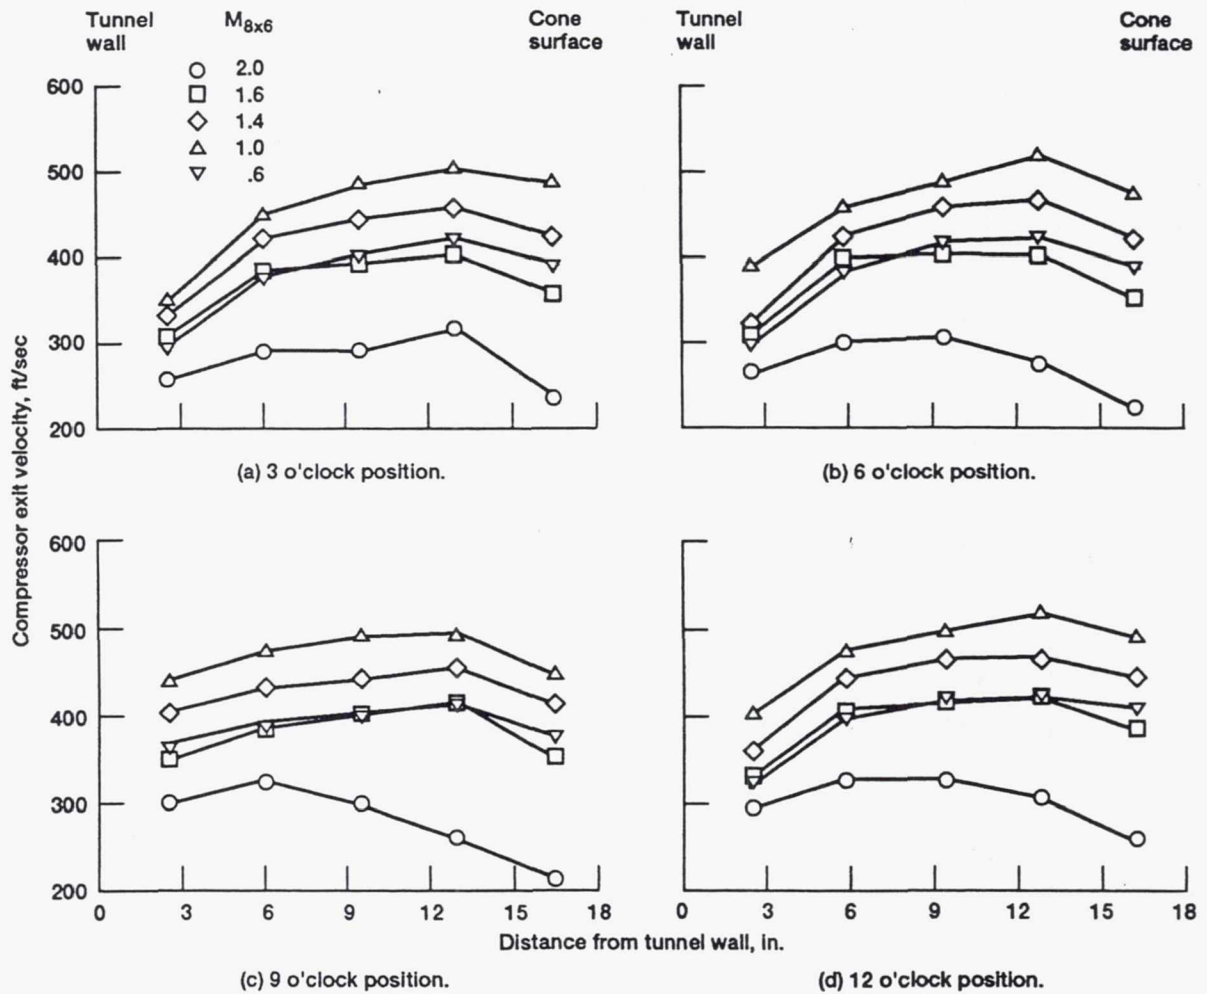 Tunnel wall
M8x6
Cone surface
2.0
1.6
1.4
1.0
.6
600
500
400
300
200
(a) 3 o'clock position.
Tunnel wall
Cone surface
(b) 6 o'clock position.
Compressor exit velocity, ft/sec
600
500
400
300
200
0 3 6 9 12 15 18
(c) 9 o'clock position.
0 3 6 9 12 15 18
Distance from tunnel wall, in.
(d) 12 o'clock position.